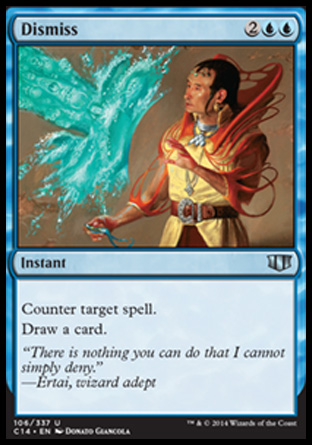 Dismiss 2
Instant
Counter target spell.
Draw a card.
“There is nothing you can do that I cannot
simply deny.”
—Ertai, wizard adept
106/337 U
C14 • EN DONATO GIANCOLA
™ & © 2014 Wizards of the Coast